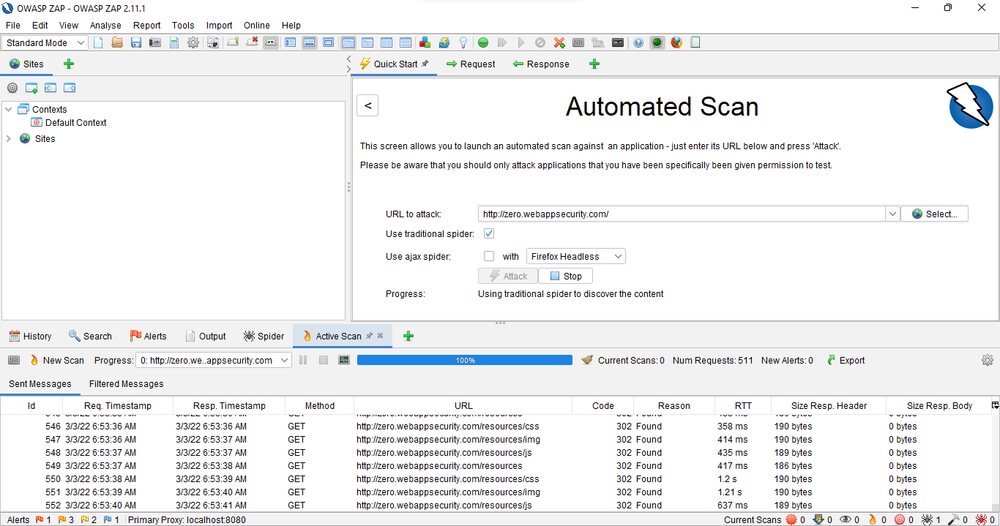 OWASP ZAP - OWASP ZAP 2.11.1
File Edit View Analyse Report Tools Import Online Help
Standard Mode
Sites
Quick Start Request Response
<
Automated Scan
Contexts
Default Context
Sites
This screen allows you to launch an automated scan against an application - just enter its URL below and press 'Attack'.
Please be aware that you should only attack applications that you have been specifically been given permission to test.
URL to attack: http://zero.webappsecurity.com/ Select...
Use traditional spider:
Use ajax spider: with Firefox Headless
Attack Stop
Progress: Using traditional spider to discover the content
History Search Alerts Output Spider Active Scan
New Scan Progress: 0: http://zero.we..appsecurity.com 100% Current Scans: 0 Num Requests: 511 New Alerts: 0 Export
Sent Messages Filtered Messages
Id Req. Timestamp Resp. Timestamp Method URL Code Reason RTT Size Resp. Header Size Resp. Body
546 3/3/22 6:53:36 AM 3/3/22 6:53:36 AM GET http://zero.webappsecurity.com/resources/css 302 Found 358 ms 190 bytes 0 bytes
547 3/3/22 6:53:36 AM 3/3/22 6:53:37 AM GET http://zero.webappsecurity.com/resources/img 302 Found 414 ms 190 bytes 0 bytes
548 3/3/22 6:53:37 AM 3/3/22 6:53:37 AM GET http://zero.webappsecurity.com/resources/js 302 Found 435 ms 189 bytes 0 bytes
549 3/3/22 6:53:37 AM 3/3/22 6:53:38 AM GET http://zero.webappsecurity.com/resources 302 Found 417 ms 186 bytes 0 bytes
550 3/3/22 6:53:38 AM 3/3/22 6:53:39 AM GET http://zero.webappsecurity.com/resources/css 302 Found 1.2 s 190 bytes 0 bytes
551 3/3/22 6:53:39 AM 3/3/22 6:53:40 AM GET http://zero.webappsecurity.com/resources/img 302 Found 1.21 s 190 bytes 0 bytes
552 3/3/22 6:53:40 AM 3/3/22 6:53:41 AM GET http://zero.webappsecurity.com/resources/js 302 Found 637 ms 189 bytes 0 bytes
Alerts 1 3 2 1 Primary Proxy: localhost:8080 Current Scans 0 0 0 0 0 1 0 0